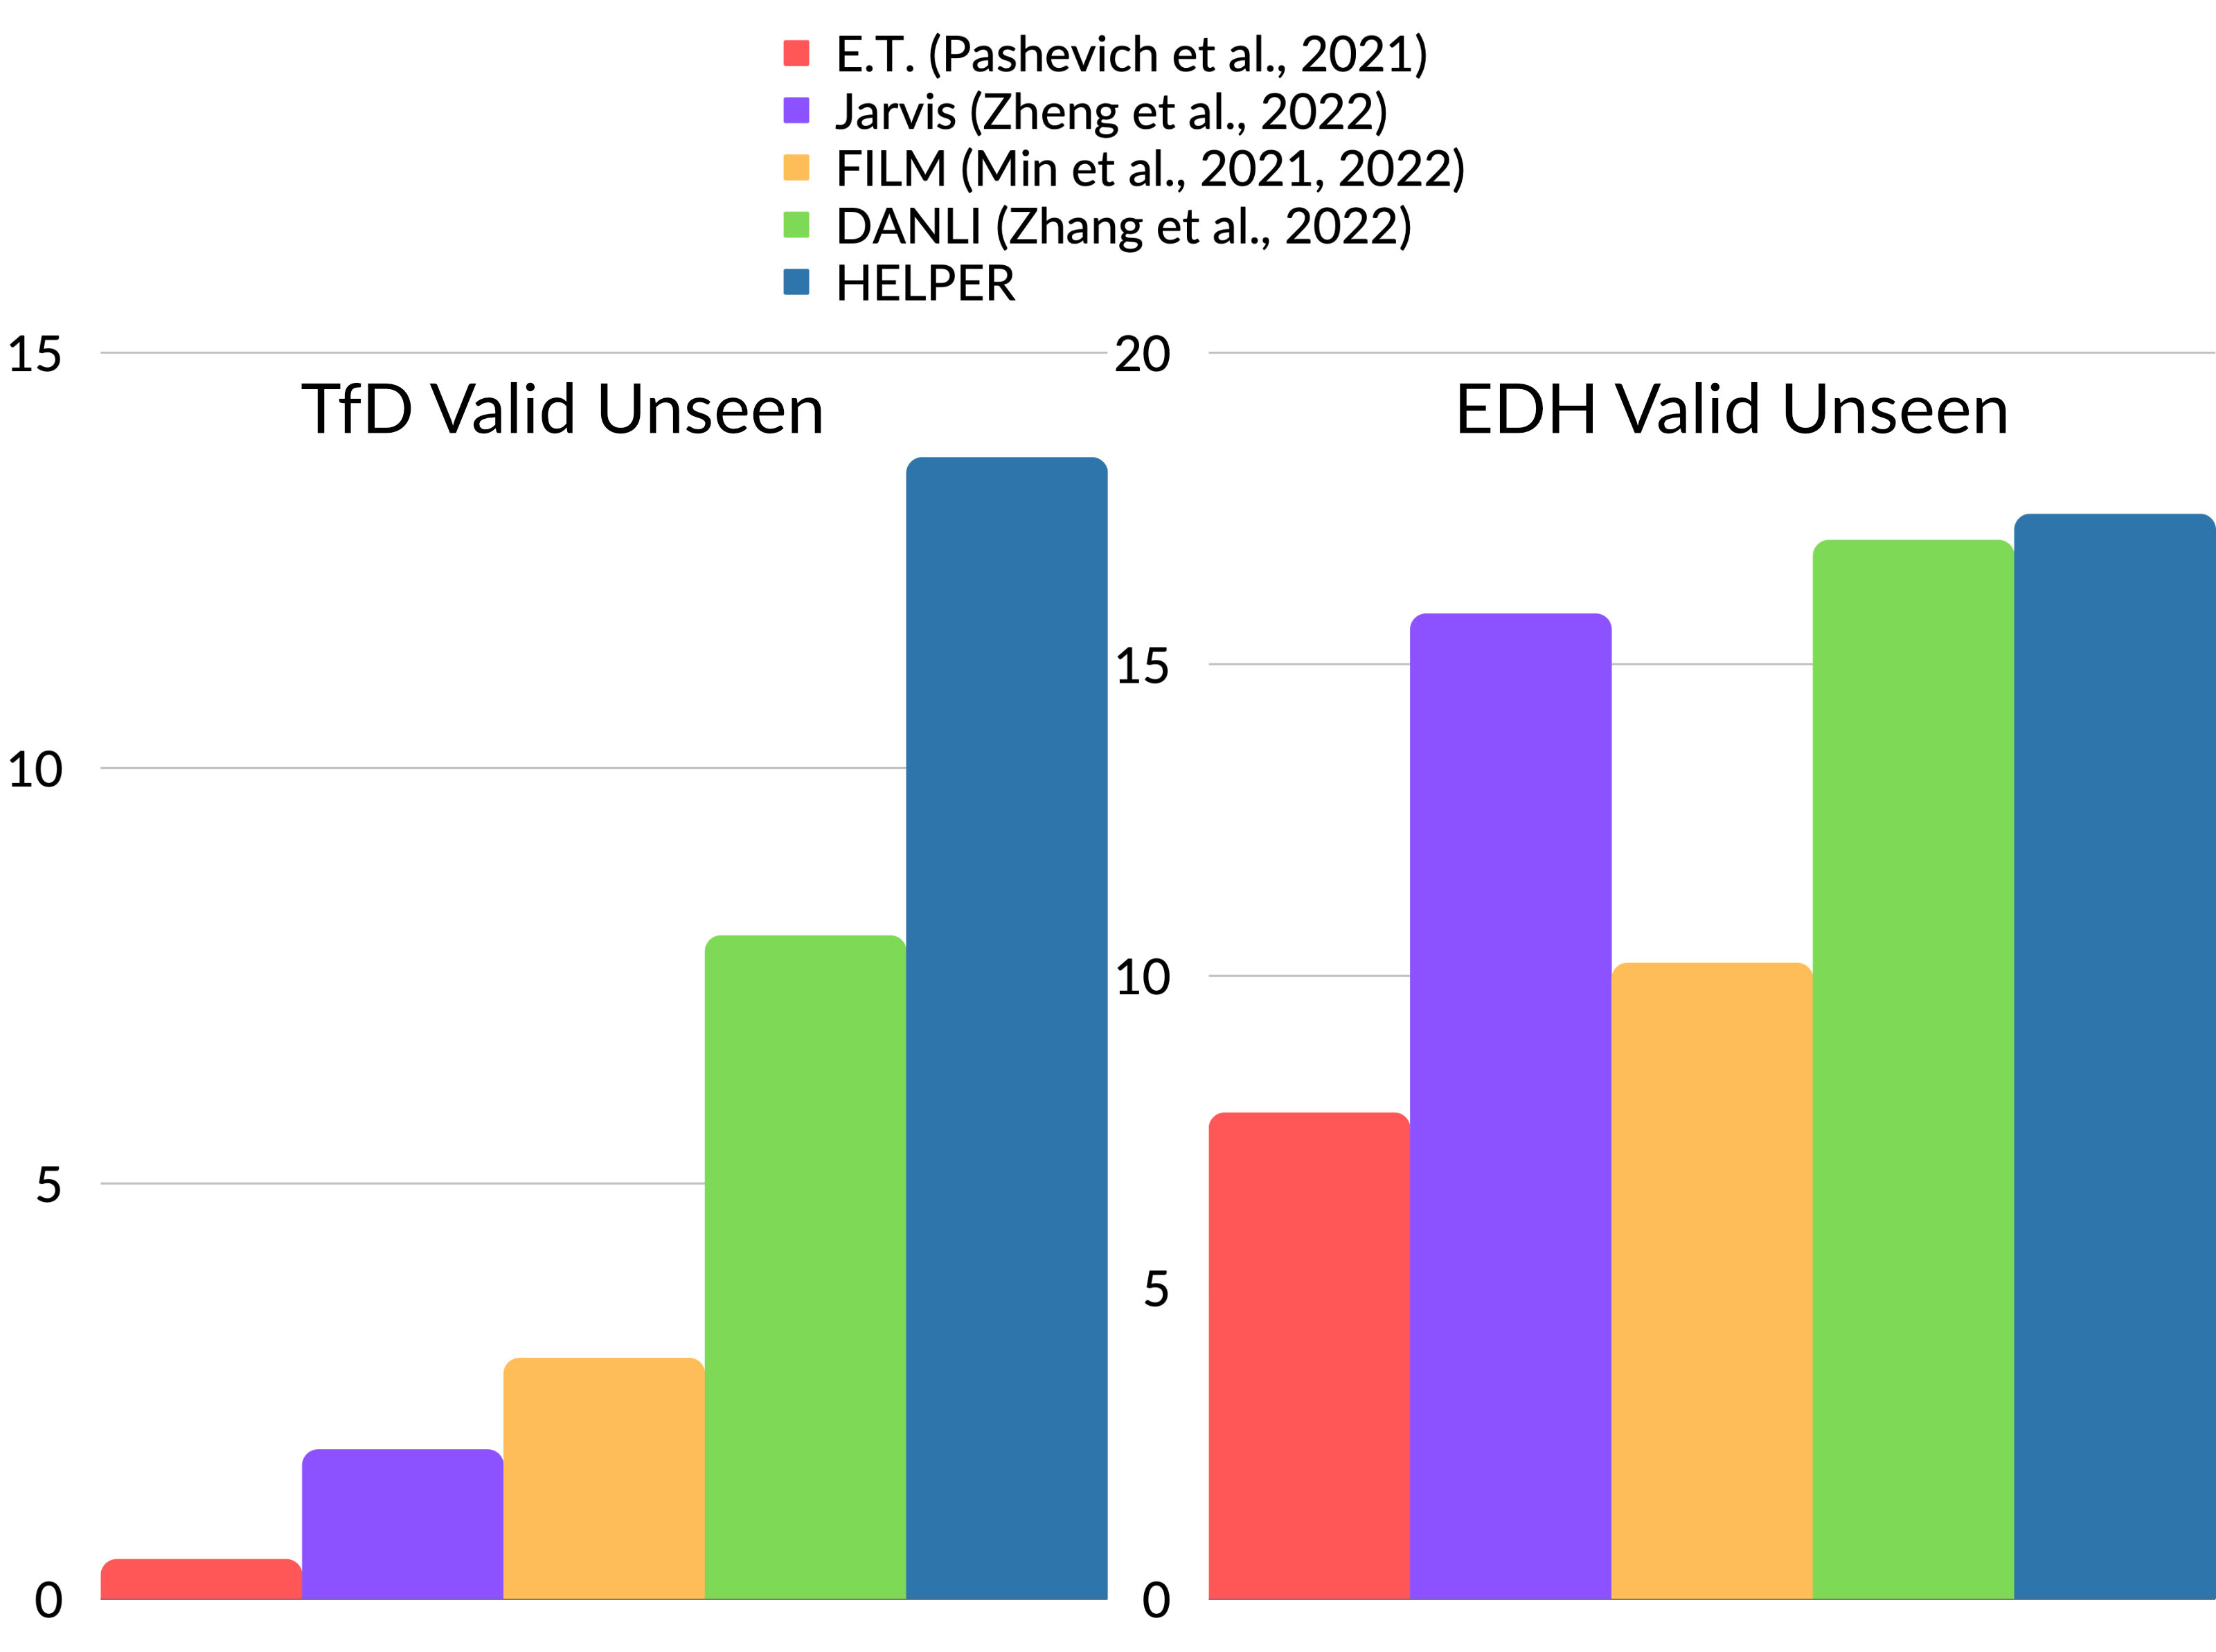 E.T. (Pashevich et al., 2021)
Jarvis (Zheng et al., 2022)
FILM (Min et al., 2021, 2022)
DANLI (Zhang et al., 2022)
HELPER
TfD Valid Unseen
15
10
5
0
EDH Valid Unseen
20
15
10
5
0